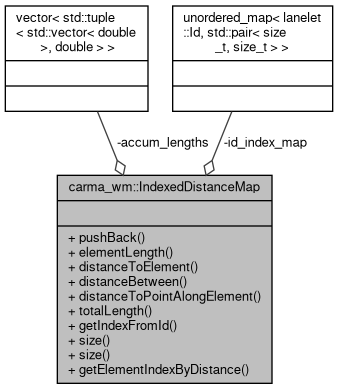 vector< std::tuple
< std::vector< double
>, double > >
unordered_map< lanelet
::Id, std::pair< size
_t, size_t > >
-accum_lengths
-id_index_map
carma_wm::IndexedDistanceMap
+ pushBack()
+ elementLength()
+ distanceToElement()
+ distanceBetween()
+ distanceToPointAlongElement()
+ totalLength()
+ getIndexFromId()
+ size()
+ size()
+ getElementIndexByDistance()